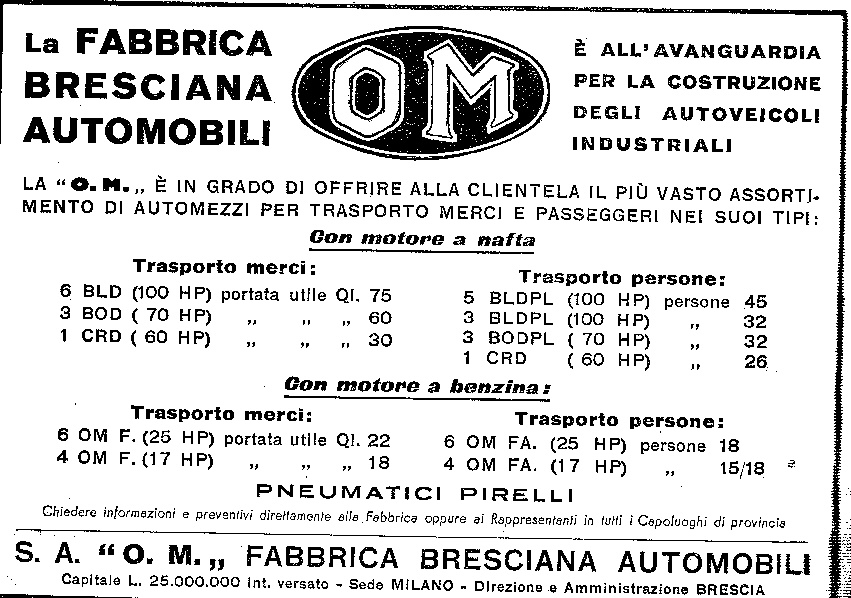 La FABBRICA
BRESCIANA
AUTOMOBILI
OM
È ALL'AVANGUARDIA
PER LA COSTRUZIONE
DEGLI AUTOVEICOLI
INDUSTRIALI
LA "O. M.„ È IN GRADO DI OFFRIRE ALLA CLIENTELA IL PIÙ VASTO ASSORTI-
MENTO DI AUTOMEZZI PER TRASPORTO MERCI E PASSEGGERI NEI SUOI TIPI:
Con motore a nafta
Trasporto merci:
6 BLD (100 HP) portata utile Ql. 75
3 BOD ( 70 HP) „ „ „ 60
1 CRD ( 60 HP) „ „ „ 30
Trasporto persone:
5 BLDPL (100 HP) persone 45
3 BLDPL (100 HP) „ 32
3 BODPL ( 70 HP) „ 32
1 CRD ( 60 HP) „ 26
Con motore a benzina:
Trasporto merci:
6 OM F. (25 HP) portata utile Ql. 22
4 OM F. (17 HP) „ „ „ 18
Trasporto persone:
6 OM FA. (25 HP) persone 18
4 OM FA. (17 HP) „ 15/18
PNEUMATICI PIRELLI
Chiedere informazioni e preventivi direttamente alla Fabbrica oppure ai Rappresentanti in tutti i Capoluoghi di provincia
S. A. "O. M.„ FABBRICA BRESCIANA AUTOMOBILI
Capitale L. 25.000.000 int. versato - Sede MILANO - Direzione e Amministrazione BRESCIA